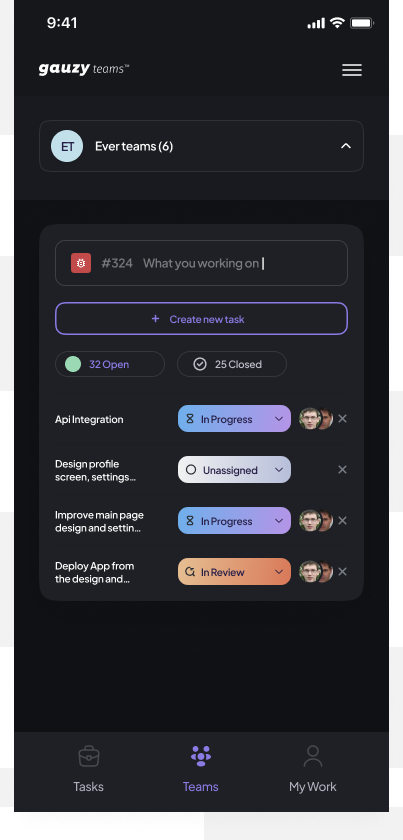 9:41
gauzy teams™
ET Ever teams (6)
#324 What you working on
+ Create new task
32 Open 25 Closed
Api Integration In Progress
Design profile
screen, settings... Unassigned
Improve main page
design and settin... In Progress
Deploy App from
the design and... In Review
Tasks Teams My Work